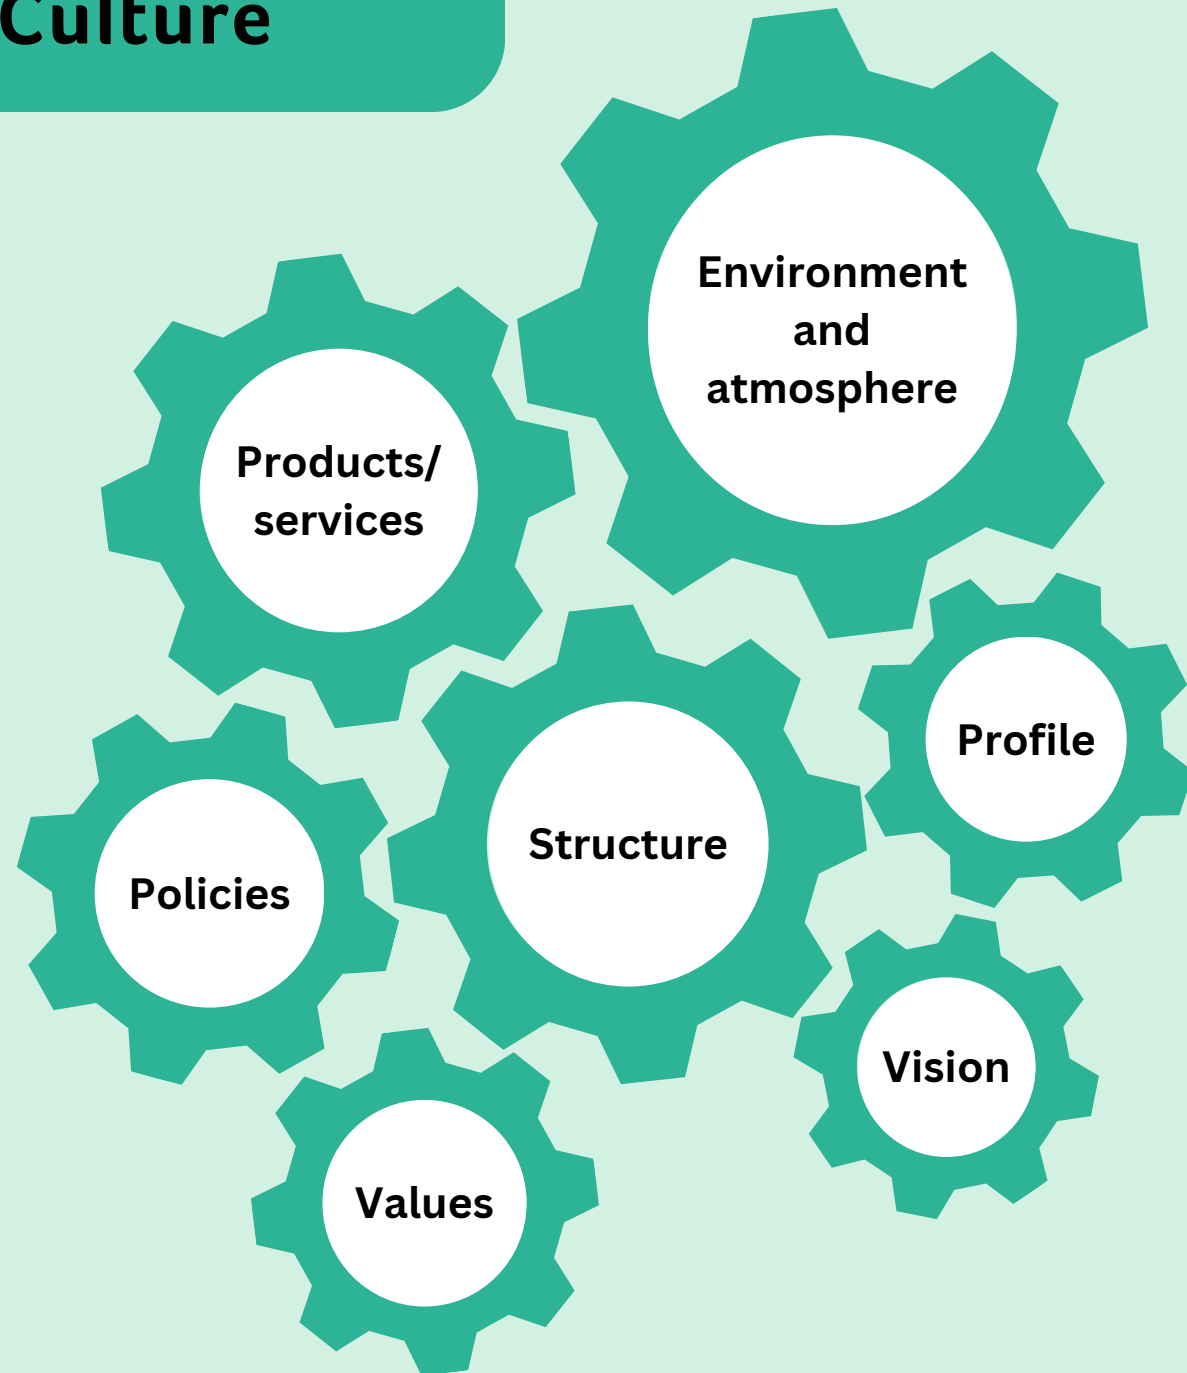 Culture
Environment
and
atmosphere
Products/
services
Profile
Structure
Policies
Vision
Values